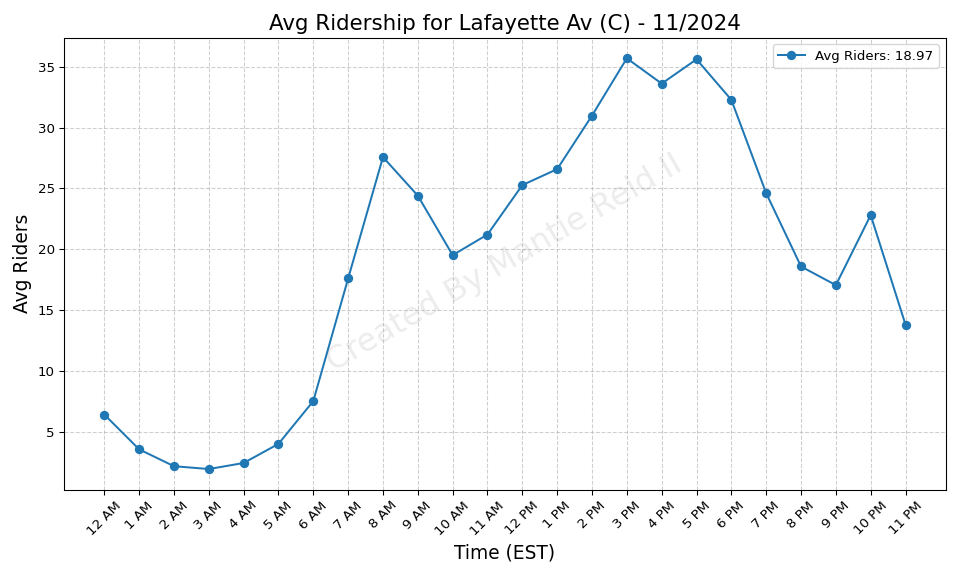 Avg Ridership for Lafayette Av (C) - 11/2024
Avg Riders: 18.97
35
30
25
20
15
10
5
Avg Riders
Created By Mantie Reid II
12 AM
1 AM
2 AM
3 AM
4 AM
5 AM
6 AM
7 AM
8 AM
9 AM
10 AM
11 AM
12 PM
1 PM
2 PM
3 PM
4 PM
5 PM
6 PM
7 PM
8 PM
9 PM
10 PM
11 PM
Time (EST)